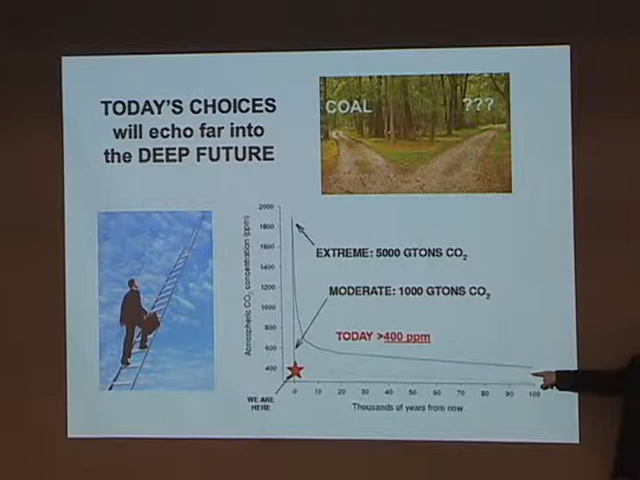 TODAY'S CHOICES
will echo far into
the DEEP FUTURE
COAL ???
Atmospheric CO2 concentration (ppm)
2000
1800
1600
1400
1200
1000
800
600
400
EXTREME: 5000 GTONS CO2
MODERATE: 1000 GTONS CO2
TODAY >400 ppm
WE ARE
HERE
0 10 20 30 40 50 60 70 80 90 100
Thousands of years from now